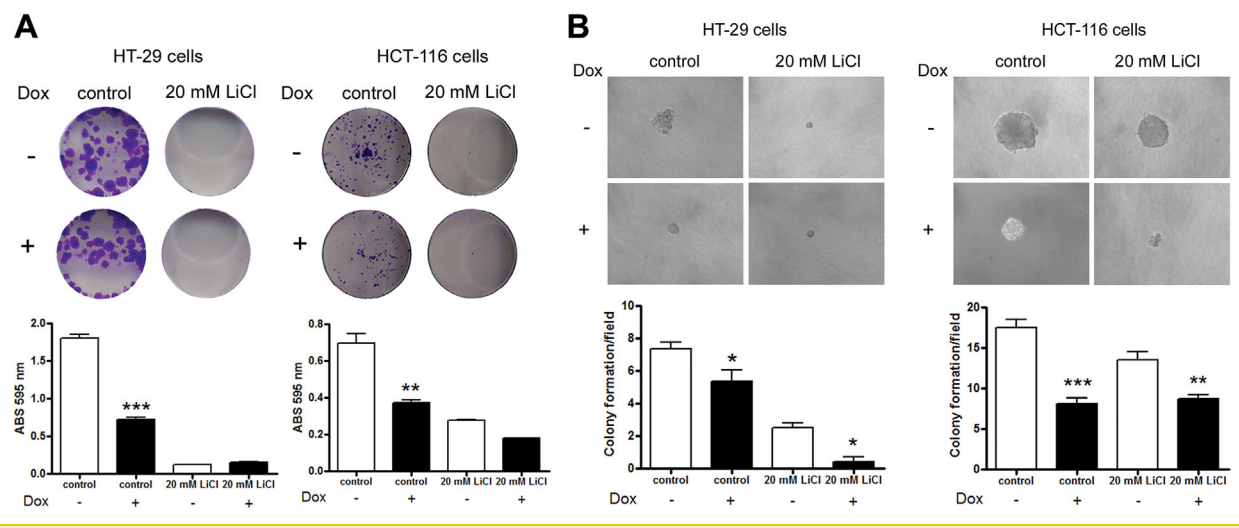 A
HT-29 cells
HCT-116 cells
Dox control 20 mM LiCl
Dox control 20 mM LiCl
-
-
+
+
2.0
1.5
1.0
0.5
0.0
ABS 595 nm
***
control control 20 mM LiCl 20 mM LiCl
Dox - + - +
0.8
0.6
0.4
0.2
0.0
ABS 595 nm
**
control control 20 mM LiCl 20 mM LiCl
Dox - + - +
B
HT-29 cells
HCT-116 cells
Dox control 20 mM LiCl
Dox control 20 mM LiCl
-
-
+
+
10
8
6
4
2
0
Colony formation/field
*
*
control control 20 mM LiCl 20 mM LiCl
Dox - + - +
20
15
10
5
0
Colony formation/field
***
**
control control 20 mM LiCl 20 mM LiCl
Dox - + - +